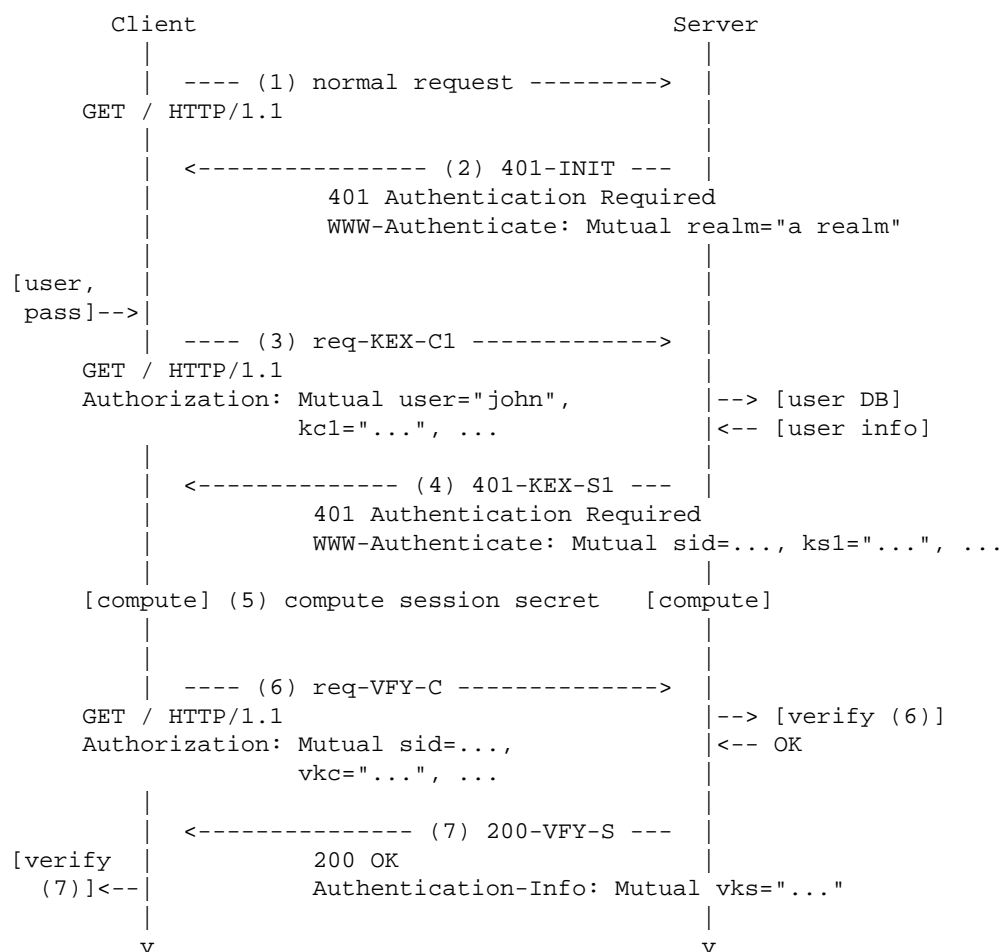 Client Server
---- (1) normal request --------->
GET / HTTP/1.1
<---------------- (2) 401-INIT ---
401 Authentication Required
WWW-Authenticate: Mutual realm="a realm"
[user,
pass]-->
---- (3) req-KEX-C1 ------------->
GET / HTTP/1.1
Authorization: Mutual user="john", --> [user DB]
kc1="...", ... <-- [user info]
<-------------- (4) 401-KEX-S1 ---
401 Authentication Required
WWW-Authenticate: Mutual sid=..., ks1="...", ...
[compute] (5) compute session secret [compute]
---- (6) req-VFY-C -------------->
GET / HTTP/1.1 --> [verify (6)]
Authorization: Mutual sid=..., <-- OK
vkc="...", ...
<--------------- (7) 200-VFY-S ---
[verify 200 OK
(7)]<-- Authentication-Info: Mutual vks="..."
v v